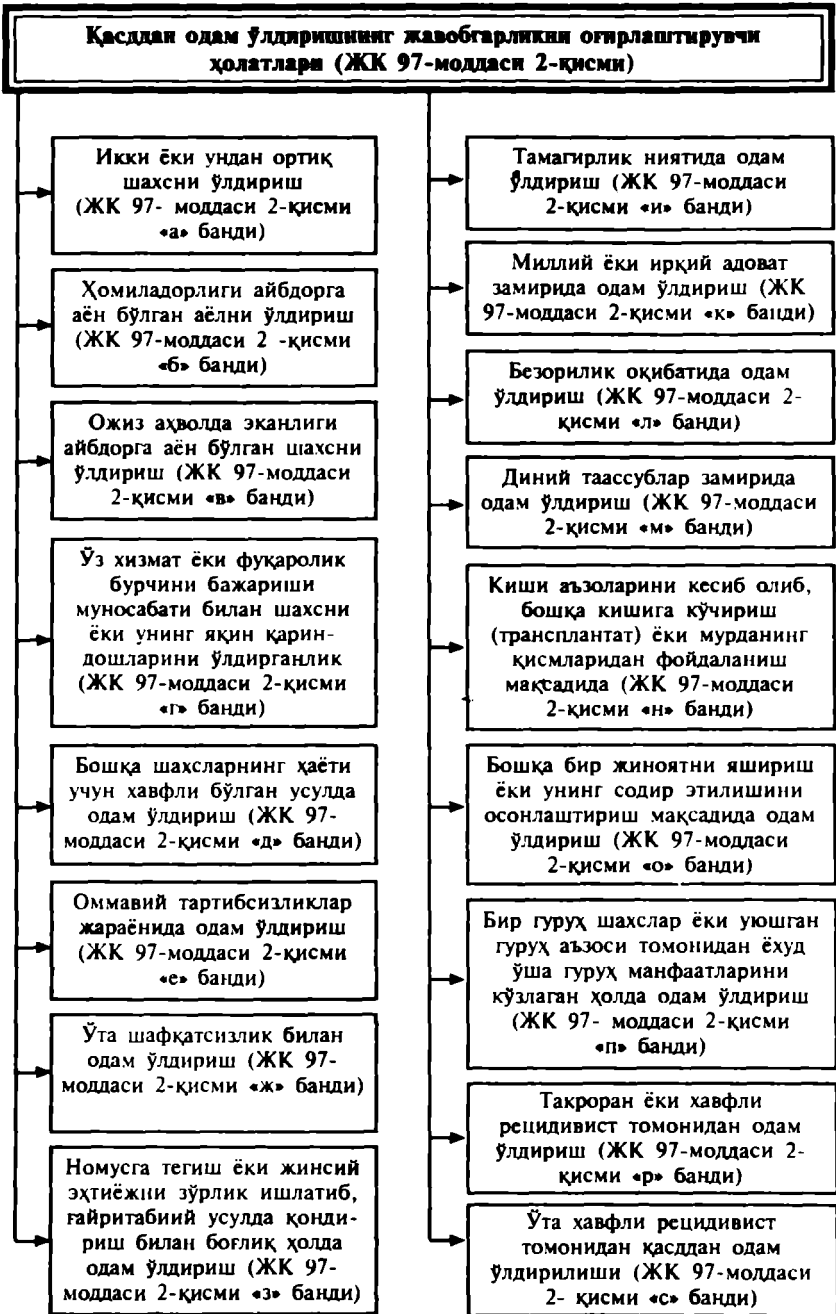 Қасддан одам ўлдиришнинг жавобгарликни оғирлаштирувчи
ҳолатлари (ЖК 97-моддаси 2-қисми)
Икки ёки ундан ортиқ
шахсни ўлдириш
(ЖК 97- моддаси 2-қисми
«а» банди)
Ҳомиладорлиги айбдорга
аён бўлган аёлни ўлдириш
(ЖК 97-моддаси 2 -қисми
«б» банди)
Ожиз аҳволда эканлиги
айбдорга аён бўлган шахсни
ўлдириш (ЖК 97-моддаси
2-қисми «в» банди)
Ўз хизмат ёки фуқаролик
бурчини бажариши
муносабати билан шахсни
ёки унинг яқин қарин-
дошларини ўлдирганлик
(ЖК 97-моддаси 2-қисми
«г» банди)
Бошқа шахсларнинг ҳаёти
учун хавфли бўлган усулда
одам ўлдириш (ЖК 97-
моддаси 2-қисми «д» банди)
Оммавий тартибсизликлар
жараёнида одам ўлдириш
(ЖК 97-моддаси 2-қисми
«е» банди)
Ўта шафқатсизлик билан
одам ўлдириш (ЖК 97-
моддаси 2-қисми «ж» банди)
Номусга тегиш ёки жинсий
эҳтиёжни зўрлик ишлатиб,
ғайритабиий усулда қонди-
риш билан боғлиқ ҳолда
одам ўлдириш (ЖК 97-
моддаси 2-қисми «з» банди)
Тамагирлик ниятида одам
ўлдириш (ЖК 97-моддаси
2-қисми «и» банди)
Миллий ёки ирқий адоват
замирида одам ўлдириш (ЖК
97-моддаси 2-қисми «к» банди)
Безорилик оқибатида одам
ўлдириш (ЖК 97-моддаси 2-
қисми «л» банди)
Диний таассублар замирида
одам ўлдириш (ЖК 97-моддаси
2-қисми «м» банди)
Киши аъзоларини кесиб олиб,
бошқа кишига кўчириш
(трансплантат) ёки мурданинг
қисмларидан фойдаланиш
мақсадида (ЖК 97-моддаси
2-қисми «н» банди)
Бошқа бир жиноятни яшириш
ёки унинг содир этилишини
осонлаштириш мақсадида одам
ўлдириш (ЖК 97-моддаси
2-қисми «о» банди)
Бир гуруҳ шахслар ёки уюшган
гуруҳ аъзоси томонидан ёхуд
ўша гуруҳ манфаатларини
кўзлаган ҳолда одам ўлдириш
(ЖК 97- моддаси 2-қисми
«п» банди)
Такроран ёки хавфли
рецидивист томонидан одам
ўлдириш (ЖК 97-моддаси 2-
қисми «р» банди)
Ўта хавфли рецидивист
томонидан қасддан одам
ўлдирилиши (ЖК 97-моддаси
2- қисми «с» банди)